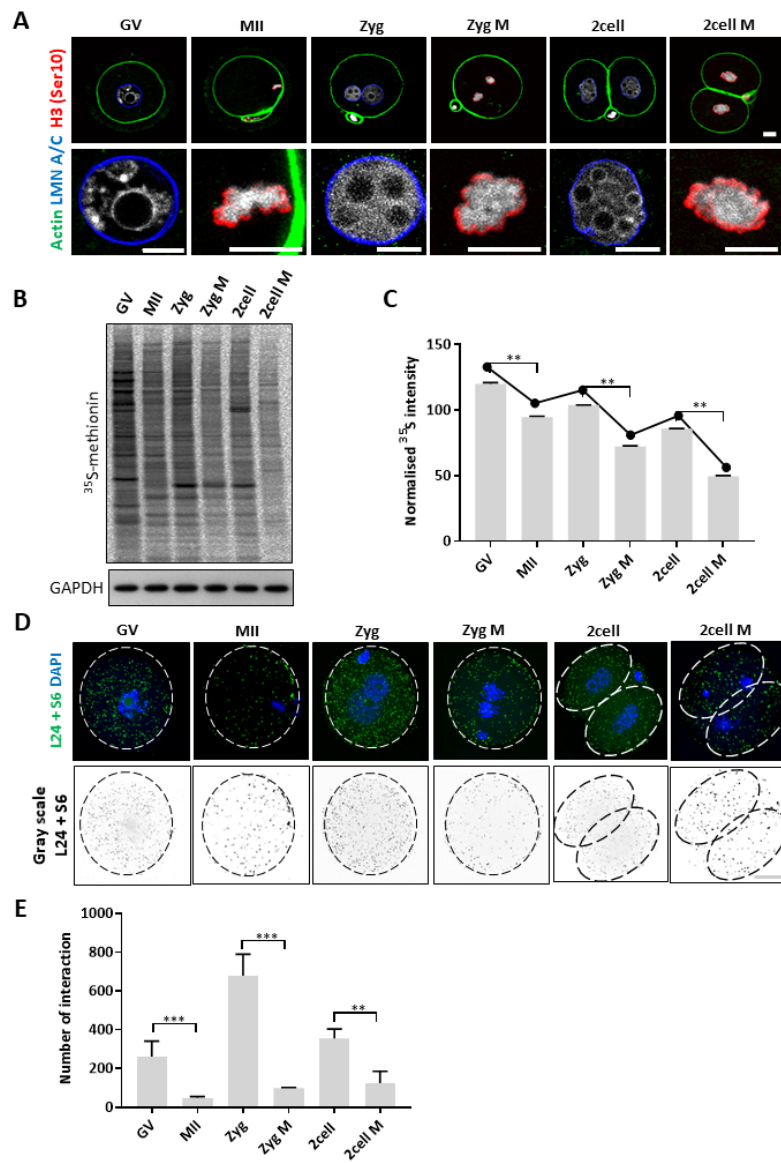 A
GV MII Zyg Zyg M 2cell 2cell M
Actin LMN A/C H3 (Ser10)
B
GV MII Zyg Zyg M 2cell 2cell M
³⁵S-methionin
GAPDH
C
Normalised ³⁵S intensity
150
100
50
0
** ** **
GV MII Zyg Zyg M 2cell 2cell M
D
GV MII Zyg Zyg M 2cell 2cell M
L24 + S6 DAPI
Gray scale
L24 + S6
E
Number of interaction
1000
800
600
400
200
0
*** *** **
GV MII Zyg Zyg M 2cell 2cell M